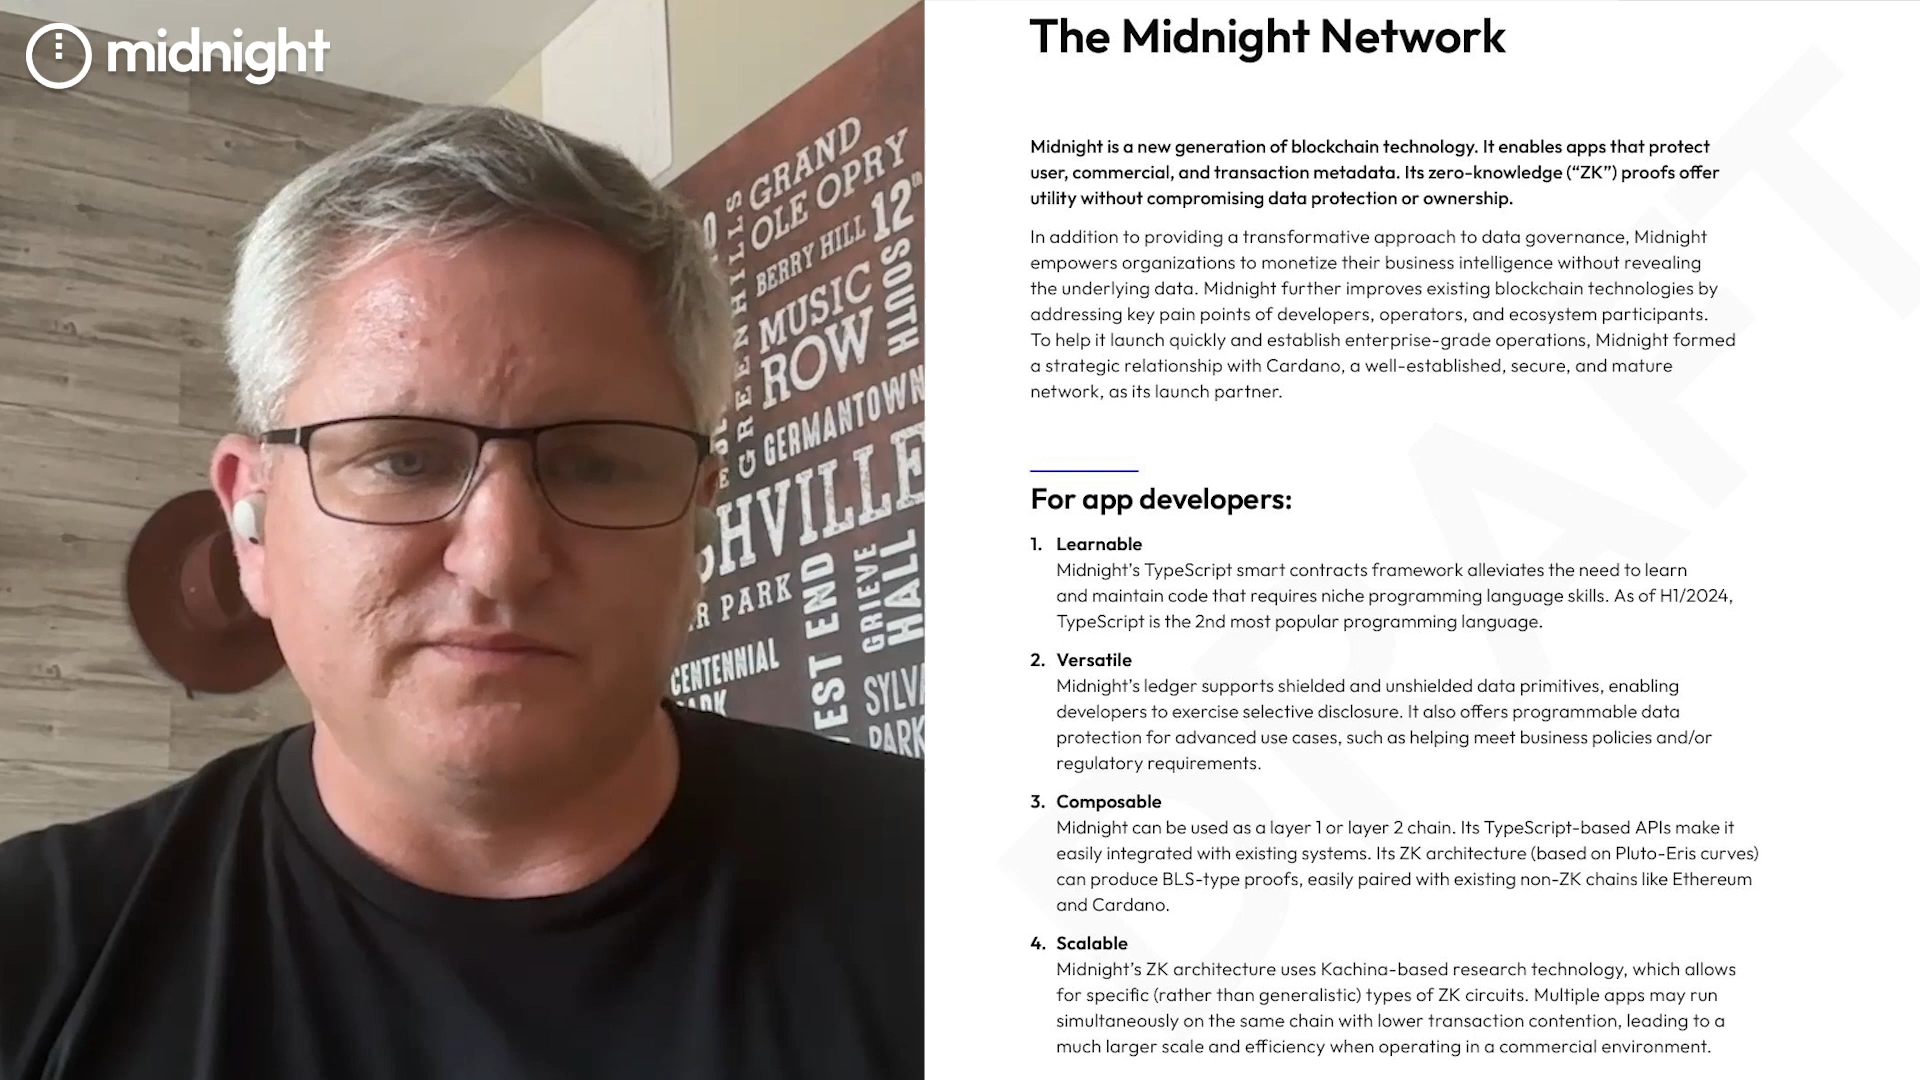 midnight
GRAND
OLE OPRY
BERRY HILL
12th
SOUTH
MUSIC
ROW
GREENHILLS
GERMANTOWN
HVILLE
PARK
WEST END
GRIEVE
HALL
CENTENNIAL
PARK
SYLVA
PARK
The Midnight Network
Midnight is a new generation of blockchain technology. It enables apps that protect
user, commercial, and transaction metadata. Its zero-knowledge (“ZK”) proofs offer
utility without compromising data protection or ownership.
In addition to providing a transformative approach to data governance, Midnight
empowers organizations to monetize their business intelligence without revealing
the underlying data. Midnight further improves existing blockchain technologies by
addressing key pain points of developers, operators, and ecosystem participants.
To help it launch quickly and establish enterprise-grade operations, Midnight formed
a strategic relationship with Cardano, a well-established, secure, and mature
network, as its launch partner.
For app developers:
1. Learnable
Midnight’s TypeScript smart contracts framework alleviates the need to learn
and maintain code that requires niche programming language skills. As of H1/2024,
TypeScript is the 2nd most popular programming language.
2. Versatile
Midnight’s ledger supports shielded and unshielded data primitives, enabling
developers to exercise selective disclosure. It also offers programmable data
protection for advanced use cases, such as helping meet business policies and/or
regulatory requirements.
3. Composable
Midnight can be used as a layer 1 or layer 2 chain. Its TypeScript-based APIs make it
easily integrated with existing systems. Its ZK architecture (based on Pluto-Eris curves)
can produce BLS-type proofs, easily paired with existing non-ZK chains like Ethereum
and Cardano.
4. Scalable
Midnight’s ZK architecture uses Kachina-based research technology, which allows
for specific (rather than generalistic) types of ZK circuits. Multiple apps may run
simultaneously on the same chain with lower transaction contention, leading to a
much larger scale and efficiency when operating in a commercial environment.
DRAFT